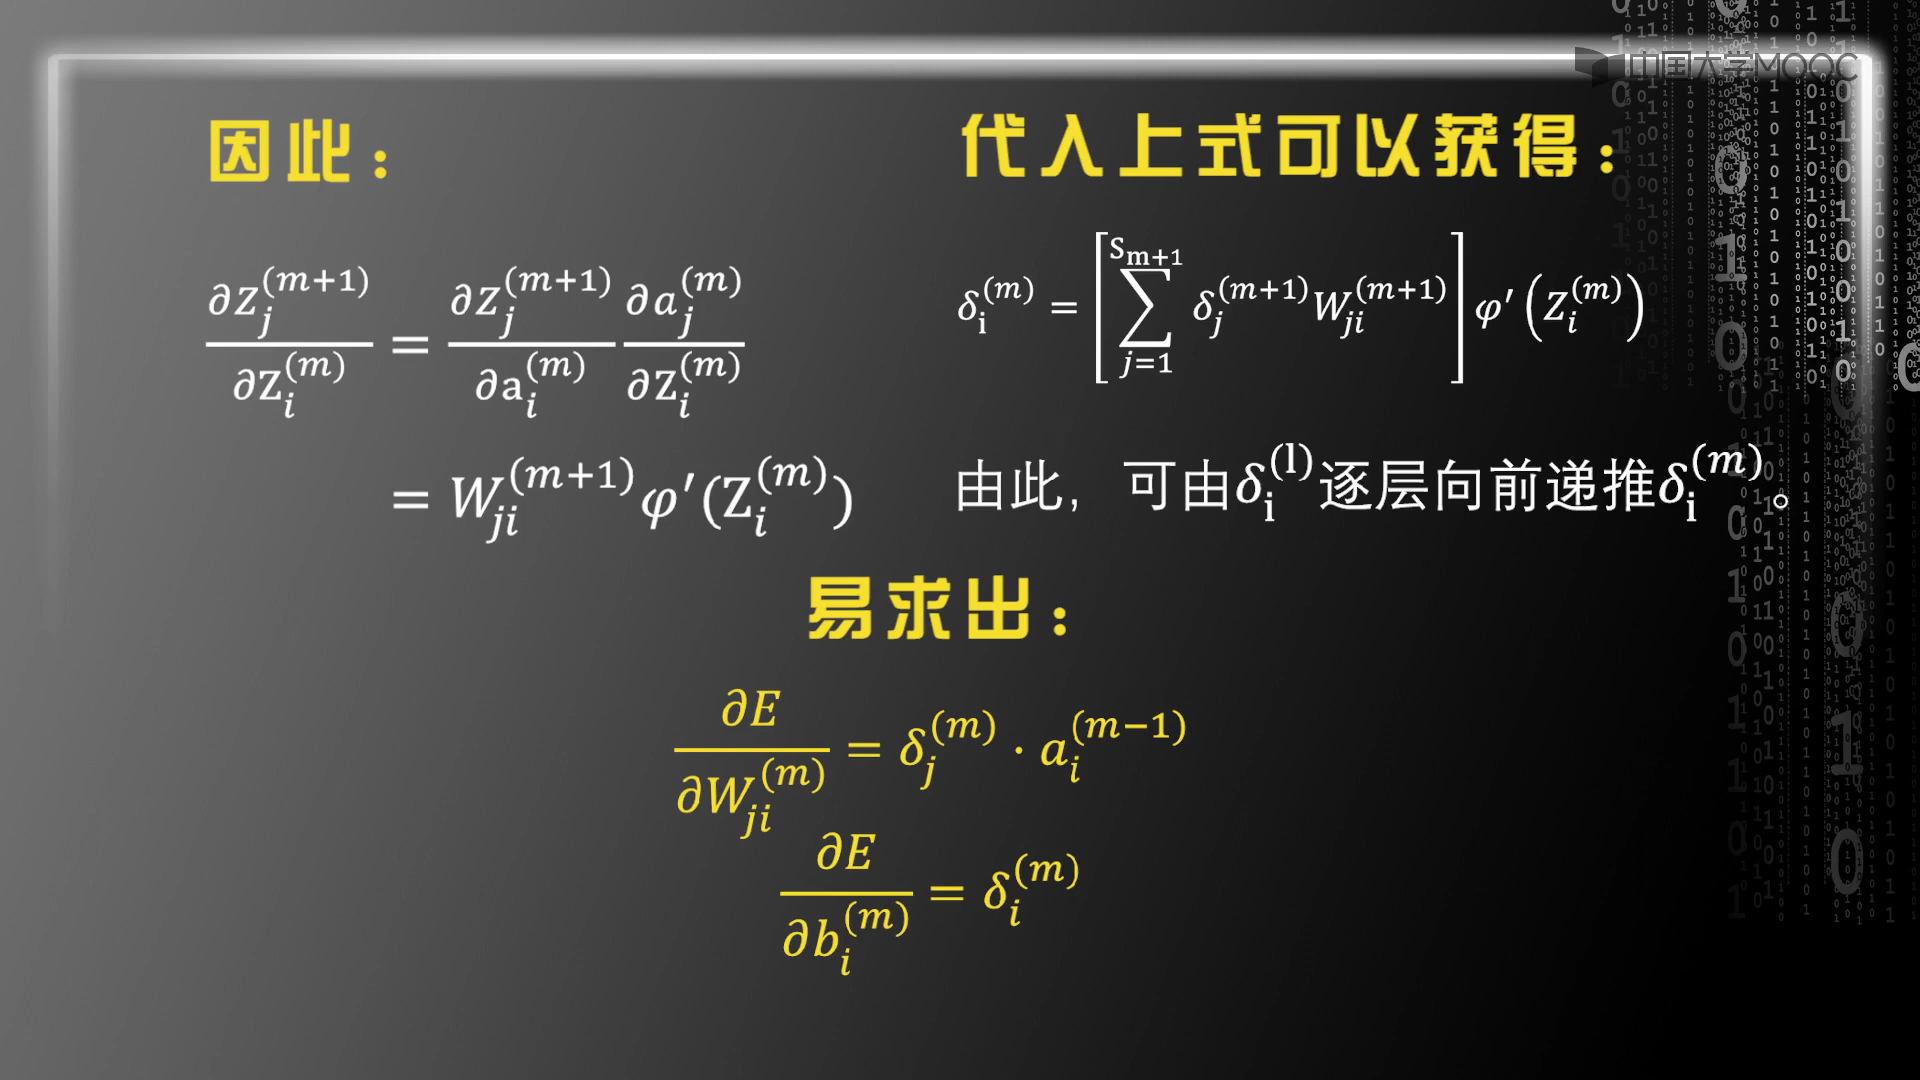 中国大学MOOC
因此：
∂Z_j^(m+1)/∂Z_i^(m) = ∂Z_j^(m+1)/∂a_i^(m) ∂a_j^(m)/∂Z_i^(m)
= W_ji^(m+1) φ′(Z_i^(m))
代入上式可以获得：
δ_i^(m) = [∑_{j=1}^{S_{m+1}} δ_j^(m+1) W_ji^(m+1)] φ′(Z_i^(m))
由此，可由δ_i^(l)逐层向前递推δ_i^(m)。
易求出：
∂E/∂W_ji^(m) = δ_j^(m) · a_i^(m−1)
∂E/∂b_i^(m) = δ_i^(m)